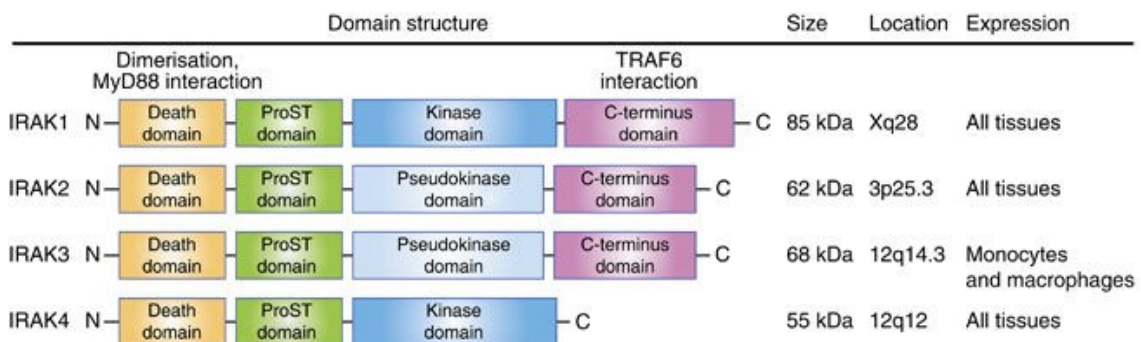 Domain structure Size Location Expression
Dimerisation, TRAF6
MyD88 interaction interaction
IRAK1 N Death domain ProST domain Kinase domain C-terminus domain C 85 kDa Xq28 All tissues
IRAK2 N Death domain ProST domain Pseudokinase domain C-terminus domain C 62 kDa 3p25.3 All tissues
IRAK3 N Death domain ProST domain Pseudokinase domain C-terminus domain C 68 kDa 12q14.3 Monocytes
and macrophages
IRAK4 N Death domain ProST domain Kinase domain C 55 kDa 12q12 All tissues